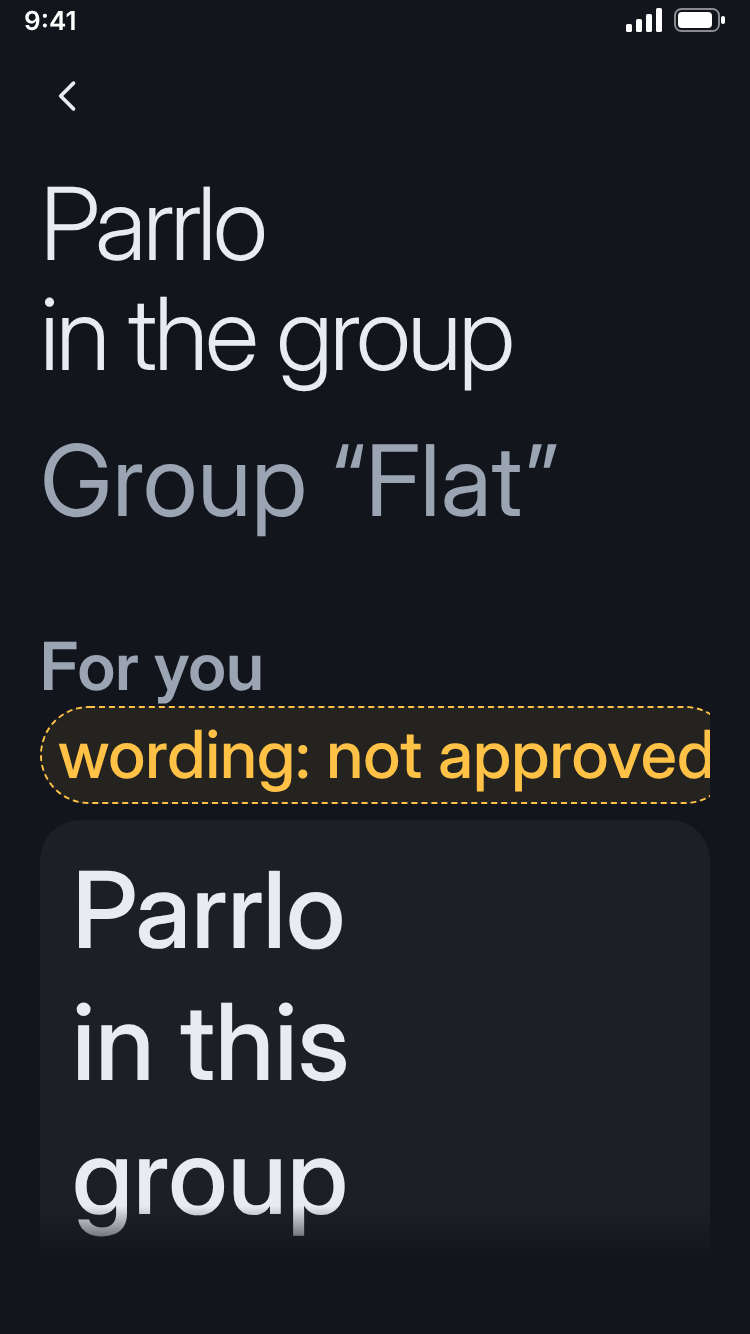 9:41
Parrlo
in the group
Group “Flat”
For you
wording: not approved
Parrlo
in this
group